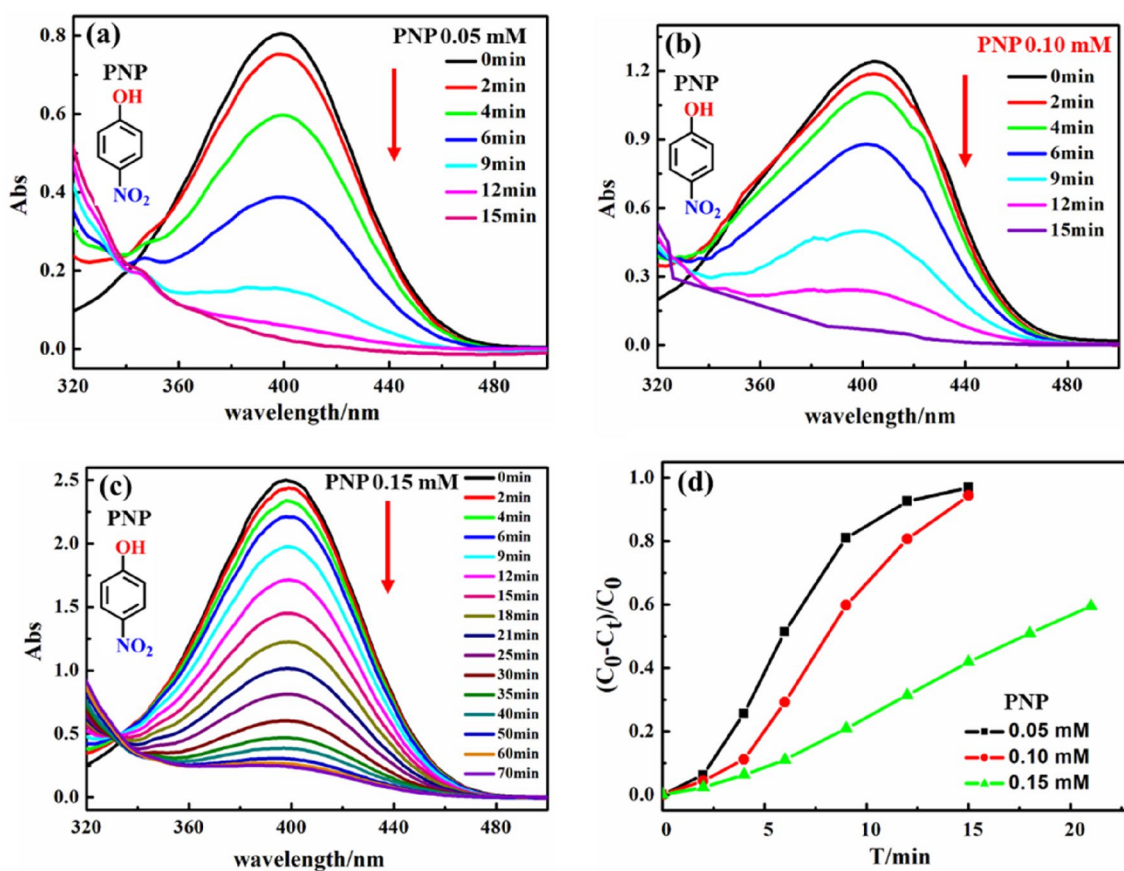 (a)
PNP 0.05 mM
PNP
OH
NO₂
0min
2min
4min
6min
9min
12min
15min
Abs
0.8
0.6
0.4
0.2
0.0
320 360 400 440 480
wavelength/nm
(b)
PNP 0.10 mM
PNP
OH
NO₂
0min
2min
4min
6min
9min
12min
15min
Abs
1.2
0.9
0.6
0.3
0.0
320 360 400 440 480
wavelength/nm
(c)
PNP 0.15 mM
PNP
OH
NO₂
0min
2min
4min
6min
9min
12min
15min
18min
21min
25min
30min
35min
40min
50min
60min
70min
Abs
2.5
2.0
1.5
1.0
0.5
0.0
320 360 400 440 480
wavelength/nm
(d)
(C₀-Cₜ)/C₀
1.0
0.8
0.6
0.4
0.2
0.0
PNP
0.05 mM
0.10 mM
0.15 mM
0 5 10 15 20
T/min